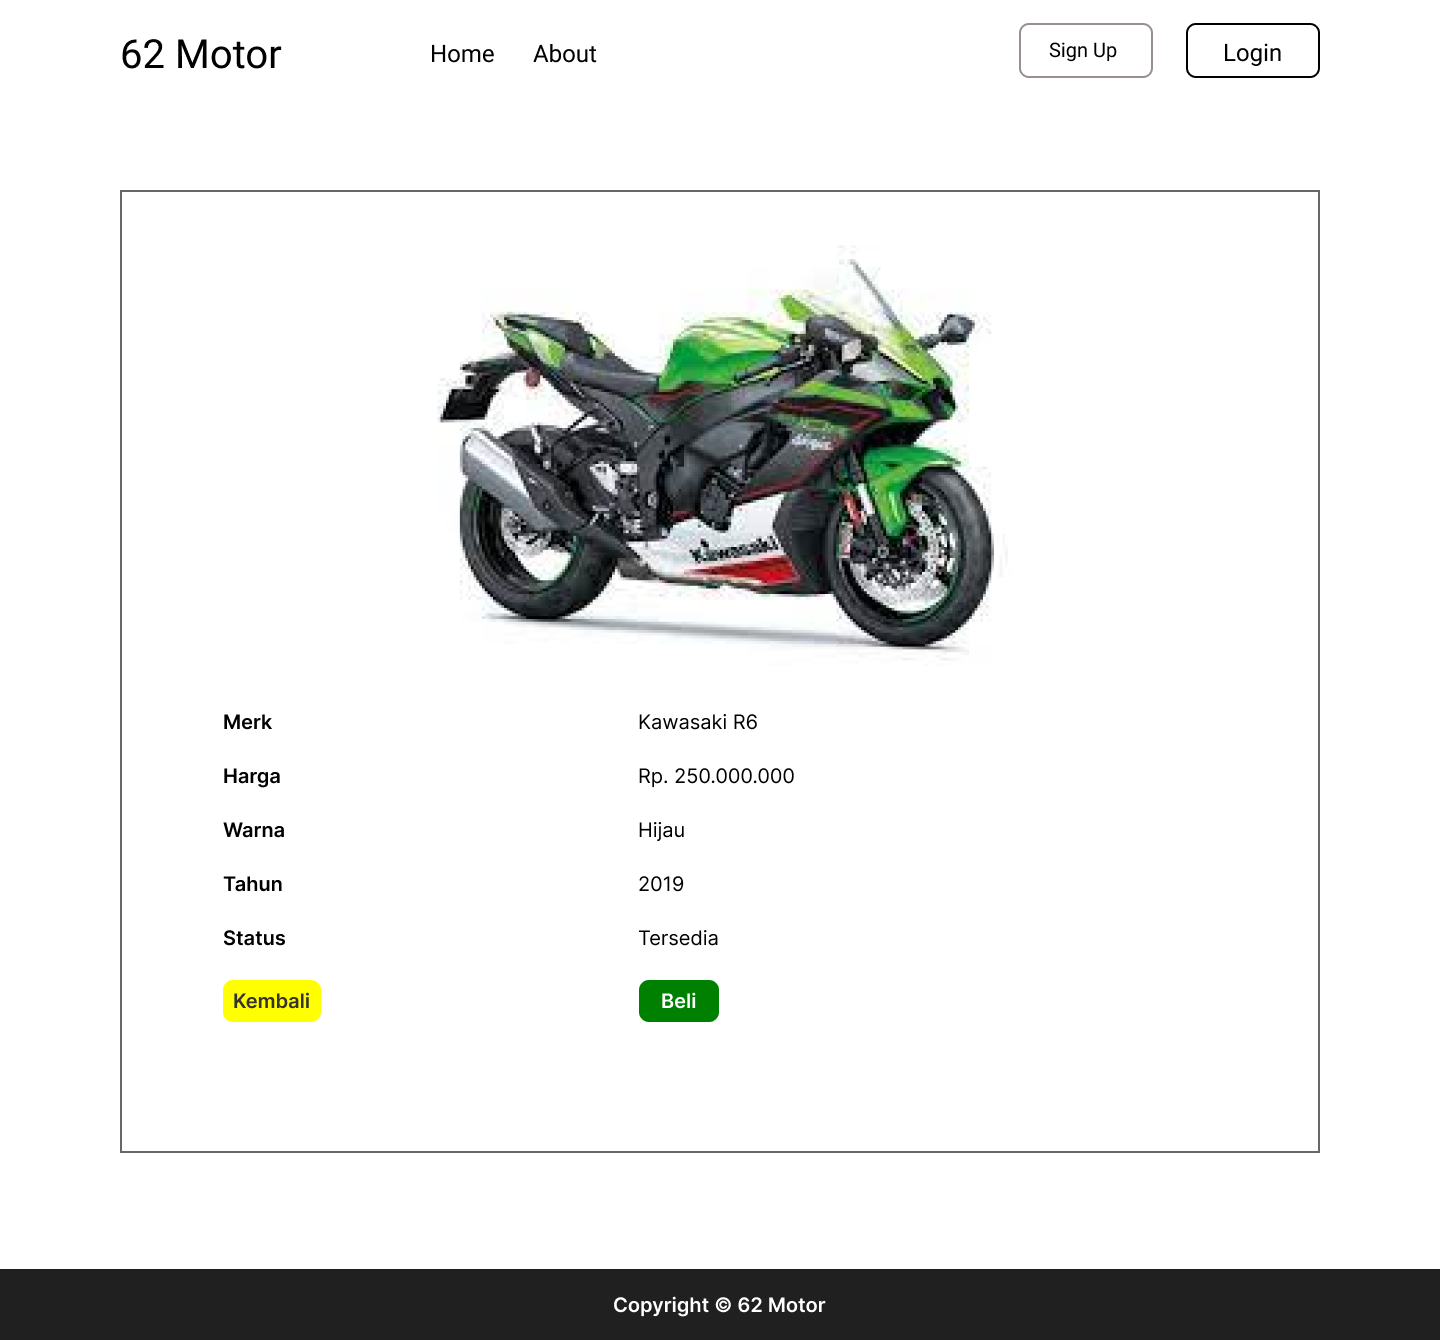 62 Motor
Home
About
Sign Up
Login
Kawasaki
Merk
Kawasaki R6
Harga
Rp. 250.000.000
Warna
Hijau
Tahun
2019
Status
Tersedia
Kembali
Beli
Copyright © 62 Motor